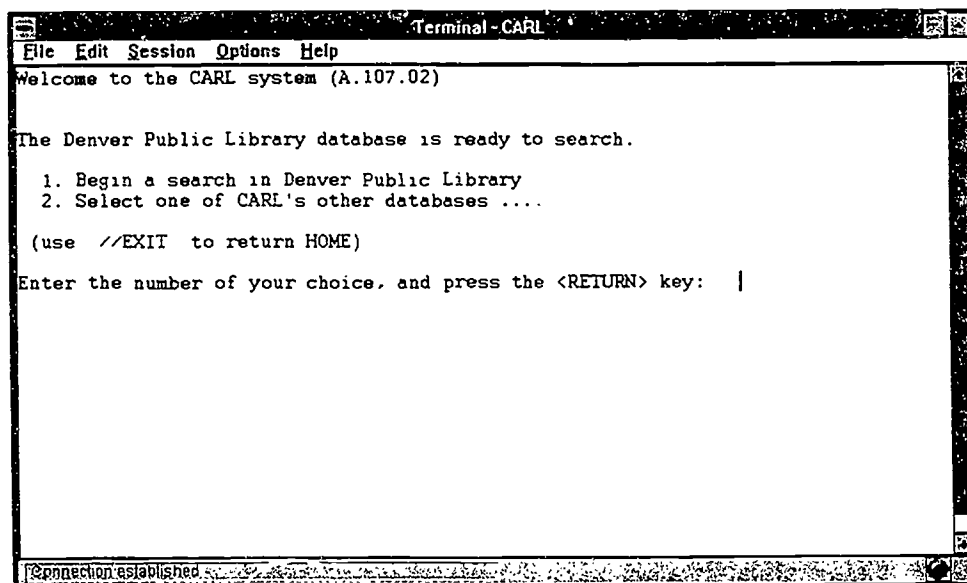 Terminal - CARL
File Edit Session Options Help
Welcome to the CARL system (A.107.02)
The Denver Public Library database is ready to search.
1. Begin a search in Denver Public Library
2. Select one of CARL's other databases ....
(use //EXIT to return HOME)
Enter the number of your choice, and press the <RETURN> key:
Connection established